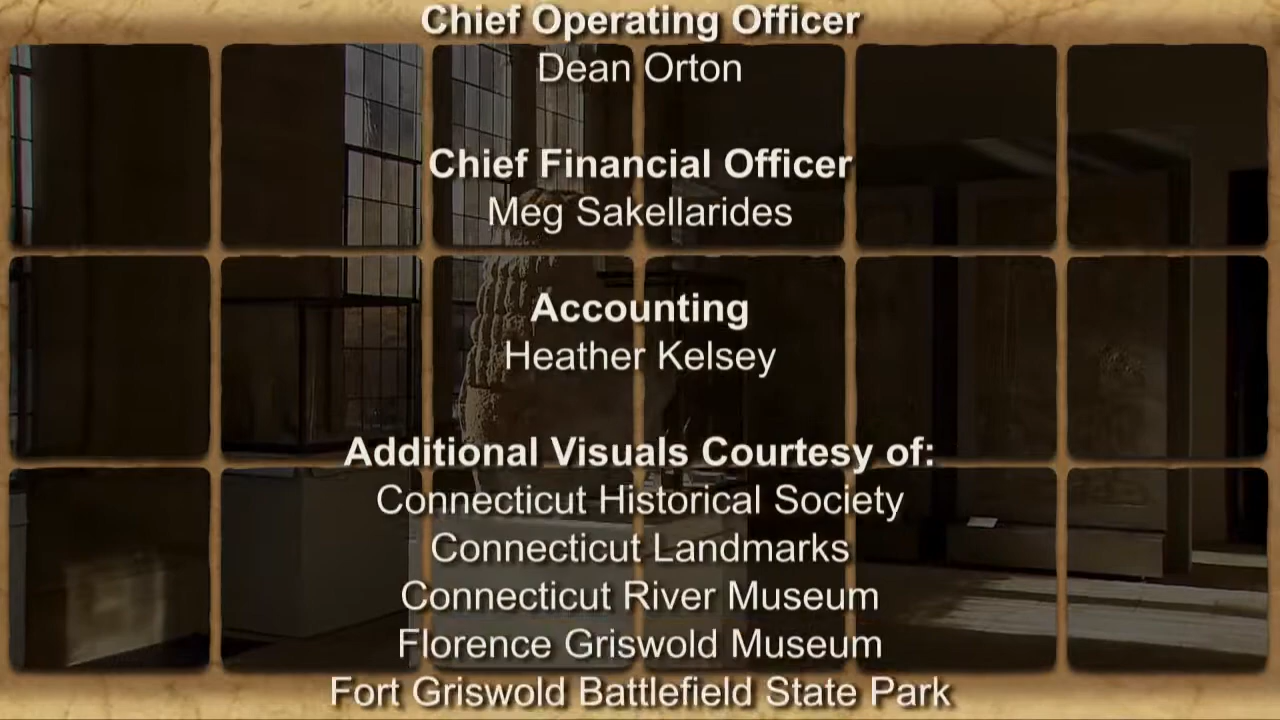 Chief Operating Officer
Dean Orton
Chief Financial Officer
Meg Sakellarides
Accounting
Heather Kelsey
Additional Visuals Courtesy of:
Connecticut Historical Society
Connecticut Landmarks
Connecticut River Museum
Florence Griswold Museum
Fort Griswold Battlefield State Park